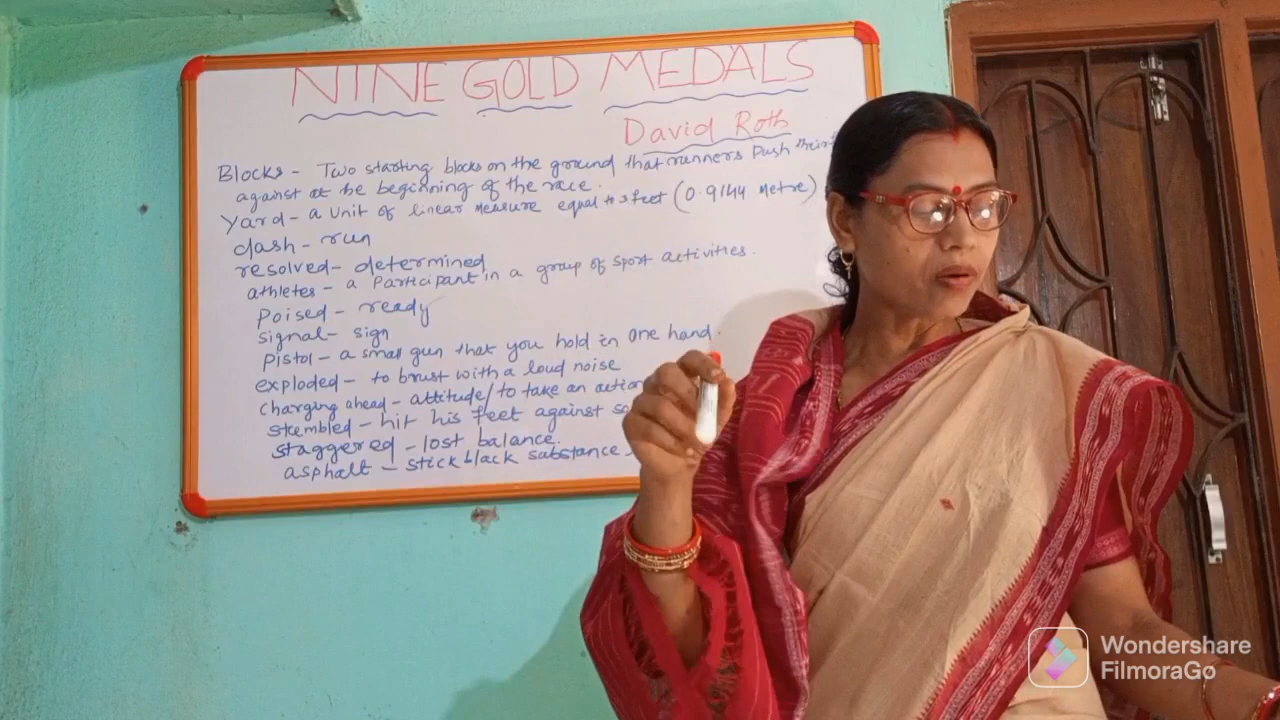 NINE GOLD MEDALS
David Roth
Blocks - Two starting blocks on the ground that runners Push their
against at the beginning of the race.
Yard - a unit of linear measure equal to 3 feet (0.9144 Metre)
dash - run
resolved - determined
athletes - a Participant in a group of sport activities.
Poised - ready
signal - sign
Pistol - a small gun that you hold in one hand.
exploded - to brust with a loud noise
charging ahead - attitude/to take an action
stembled - hit his feet against
staggered - lost balance.
asphalt - stick black substance
Wondershare
FilmoraGo